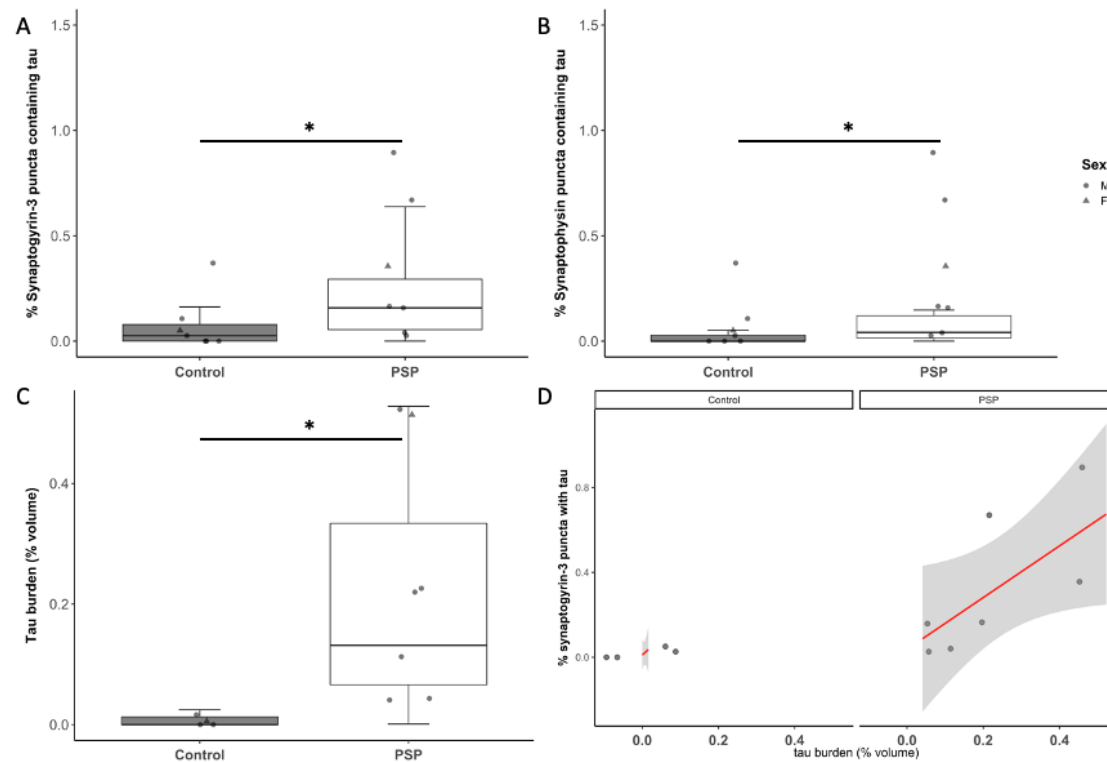 A
% Synaptogyrin-3 puncta containing tau
1.5
1.0
0.5
0.0
*
Control
PSP
B
% Synaptophysin puncta containing tau
1.5
1.0
0.5
0.0
*
Control
PSP
Sex
M
F
C
Tau burden (% volume)
0.4
0.2
0.0
*
Control
PSP
D
Control
PSP
% synaptogyrin-3 puncta with tau
0.8
0.4
0.0
0.0
0.2
0.4
0.0
0.2
0.4
tau burden (% volume)